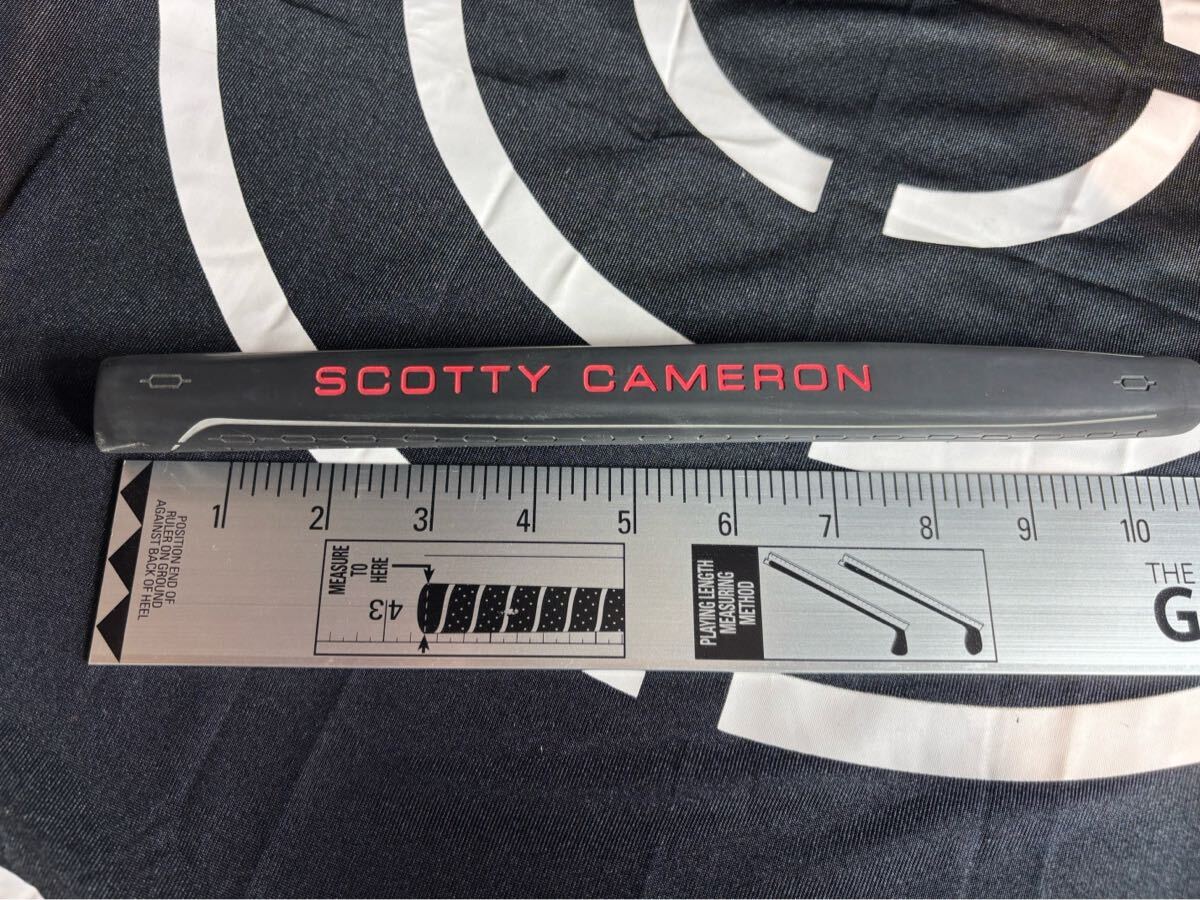 SCOTTY CAMERON
1 2 3 4 5 6 7 8 9 10
POSITION END OF
RULER ON GROUND
AGAINST BACK OF HEEL
MEASURE
TO
HERE
43
PLAYING LENGTH
MEASURING
METHOD
THE
G